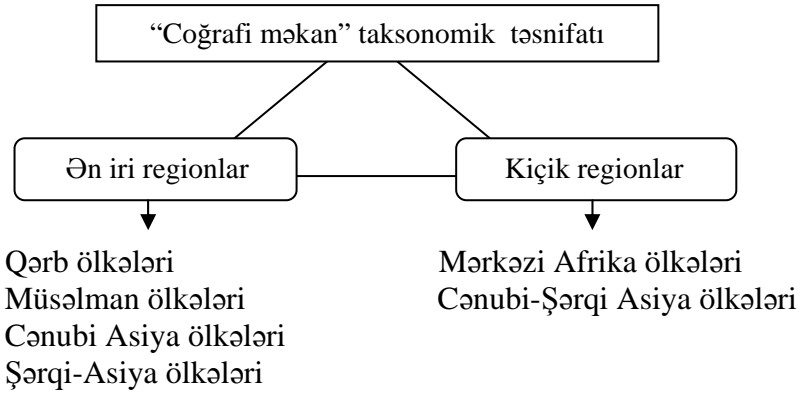 “Coğrafi məkan” taksonomik təsnifatı
Ən iri regionlar
Kiçik regionlar
Qərb ölkələri
Müsəlman ölkələri
Cənubi Asiya ölkələri
Şərqi-Asiya ölkələri
Mərkəzi Afrika ölkələri
Cənubi-Şərqi Asiya ölkələri